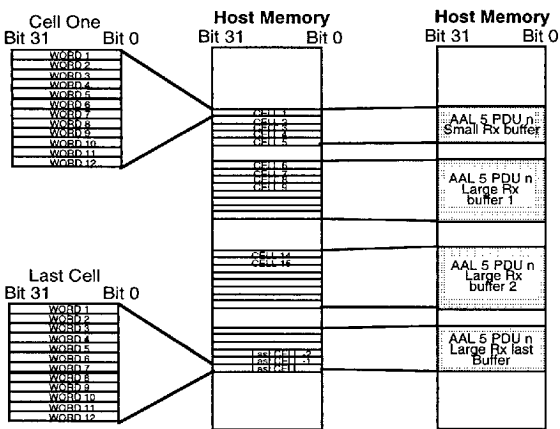 Cell One
Bit 31 Bit 0
WORD 1
WORD 2
WORD 3
WORD 4
WORD 5
WORD 6
WORD 7
WORD 8
WORD 9
WORD 10
WORD 11
WORD 12
Last Cell
Bit 31 Bit 0
WORD 1
WORD 2
WORD 3
WORD 4
WORD 5
WORD 6
WORD 7
WORD 8
WORD 9
WORD 10
WORD 11
WORD 12
Host Memory
Bit 31 Bit 0
CELL 1
CELL 2
CELL 3
CELL 4
CELL 5
CELL 6
CELL 7
CELL 8
CELL 9
CELL 14
CELL 15
Last CELL -2
Last CELL -1
Last CELL
Host Memory
Bit 31 Bit 0
AAL 5 PDU n
Small Rx buffer
AAL 5 PDU n
Large Rx
buffer 1
AAL 5 PDU n
Large Rx
buffer 2
AAL 5 PDU n
Large Rx last
Buffer